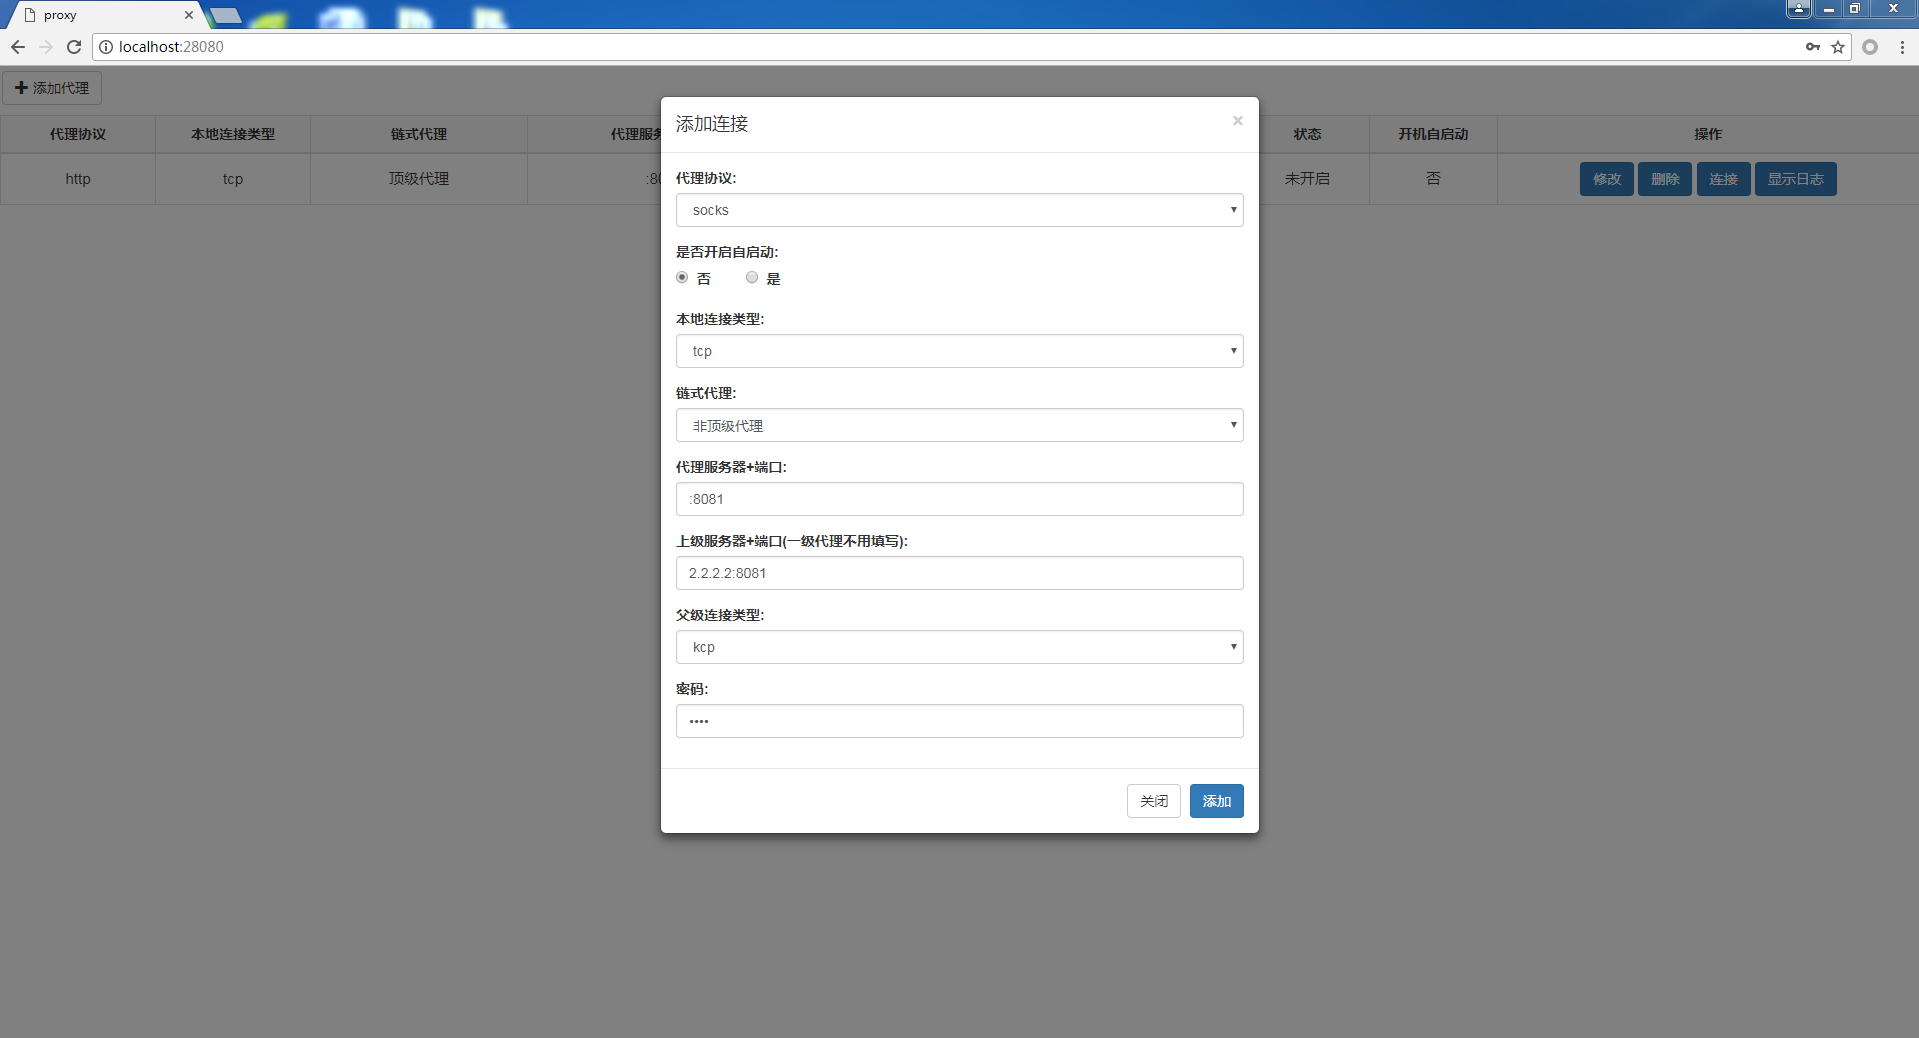 proxy
localhost:28080
添加代理
代理协议 本地连接类型 链式代理 代理服务 状态 开机自启动 操作
http tcp 顶级代理 :80 未开启 否 修改 删除 连接 显示日志
添加连接 ×
代理协议:
socks
是否开启自启动:
否 是
本地连接类型:
tcp
链式代理:
非顶级代理
代理服务器+端口:
:8081
上级服务器+端口(一级代理不用填写):
2.2.2.2:8081
父级连接类型:
kcp
密码:
••••
关闭 添加